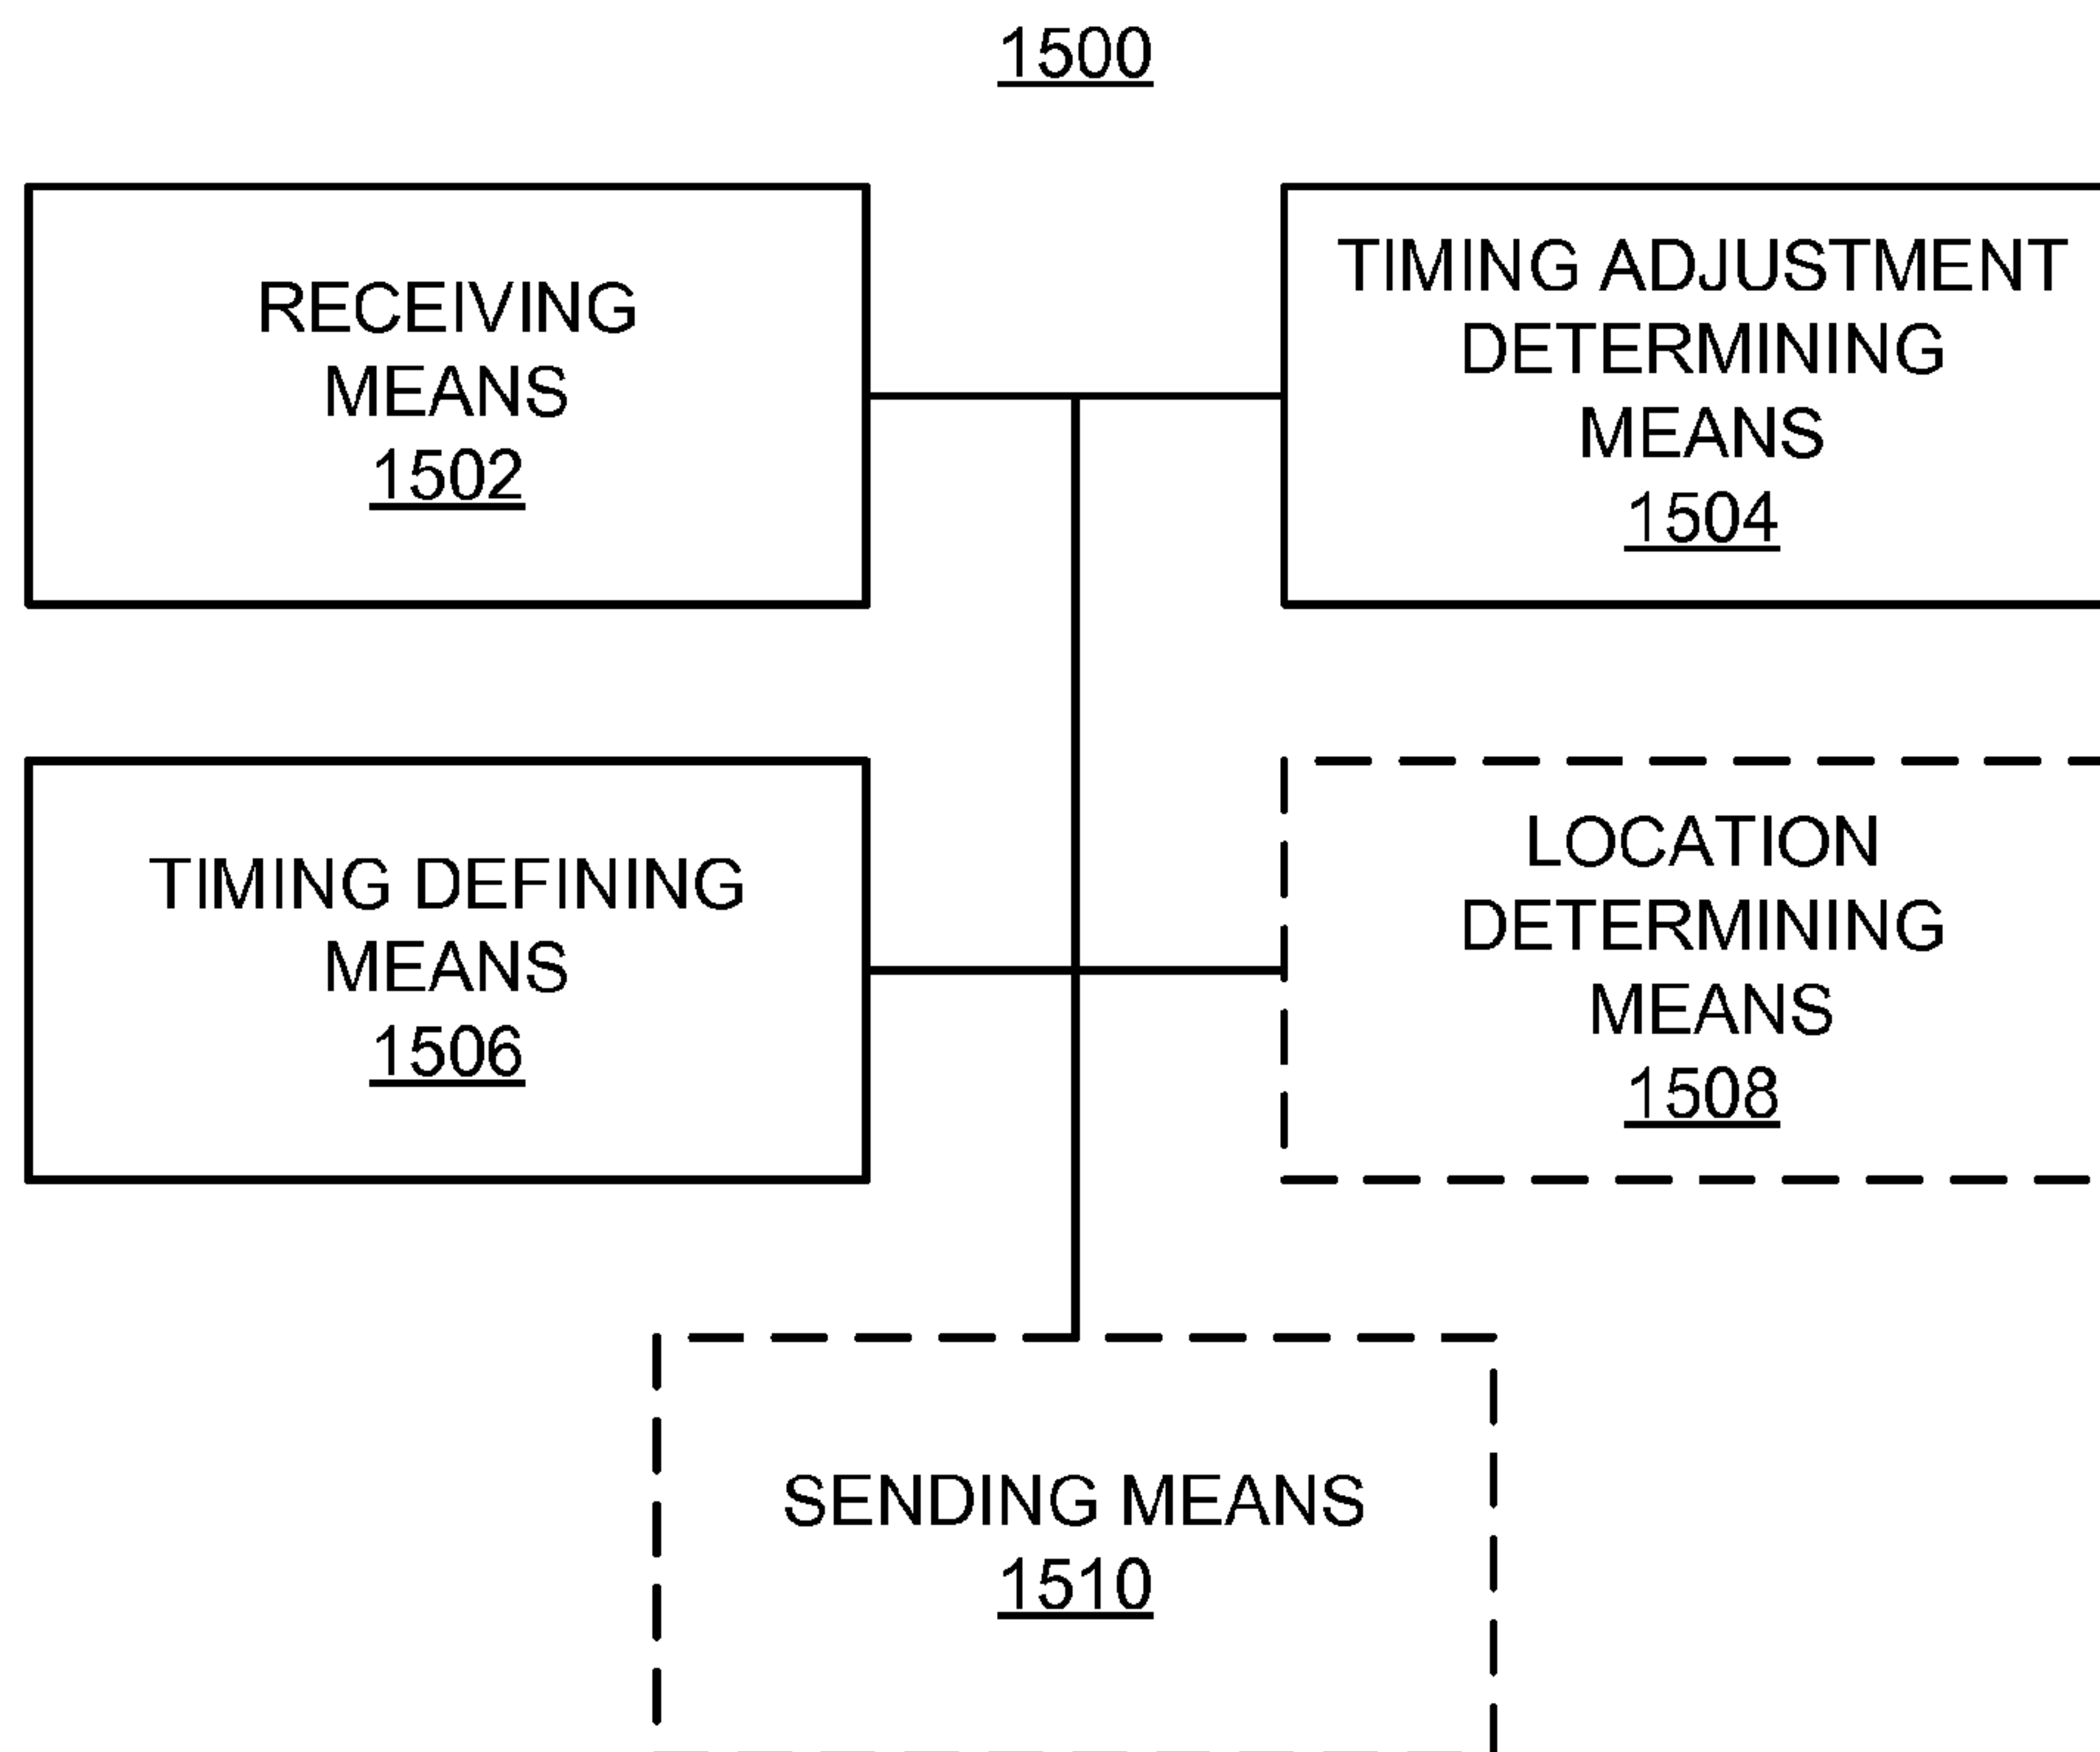 1500
RECEIVING
MEANS
1502
TIMING ADJUSTMENT
DETERMINING
MEANS
1504
TIMING DEFINING
MEANS
1506
LOCATION
DETERMINING
MEANS
1508
SENDING MEANS
1510